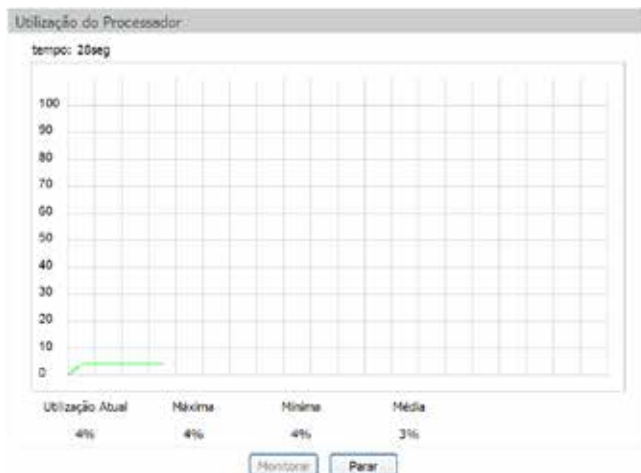 Utilização do Processador
tempo: 28seg
100
90
80
70
60
50
40
30
20
10
0
Utilização Atual Máxima Mínima Média
4% 4% 4% 3%
Monitorar Parar